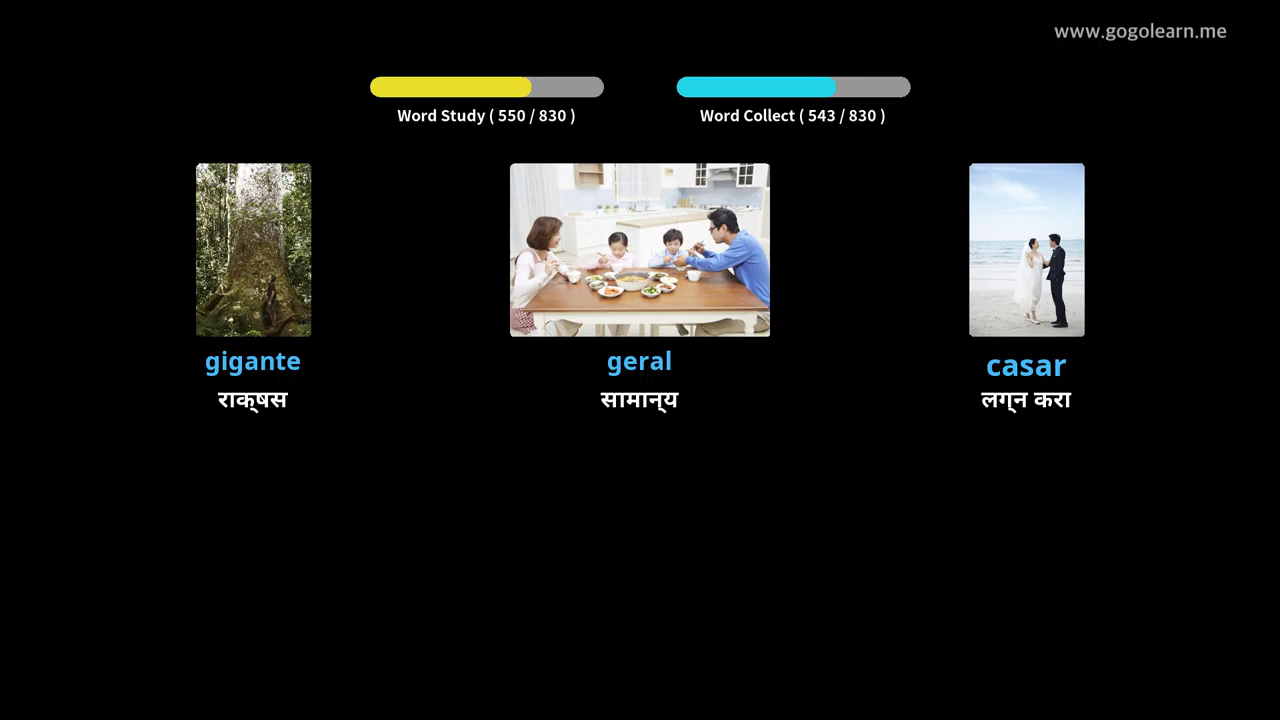 www.gogolearn.me
Word Study ( 550 / 830 )
Word Collect ( 543 / 830 )
gigante
राक्षस
geral
सामान्य
casar
लग्न करा